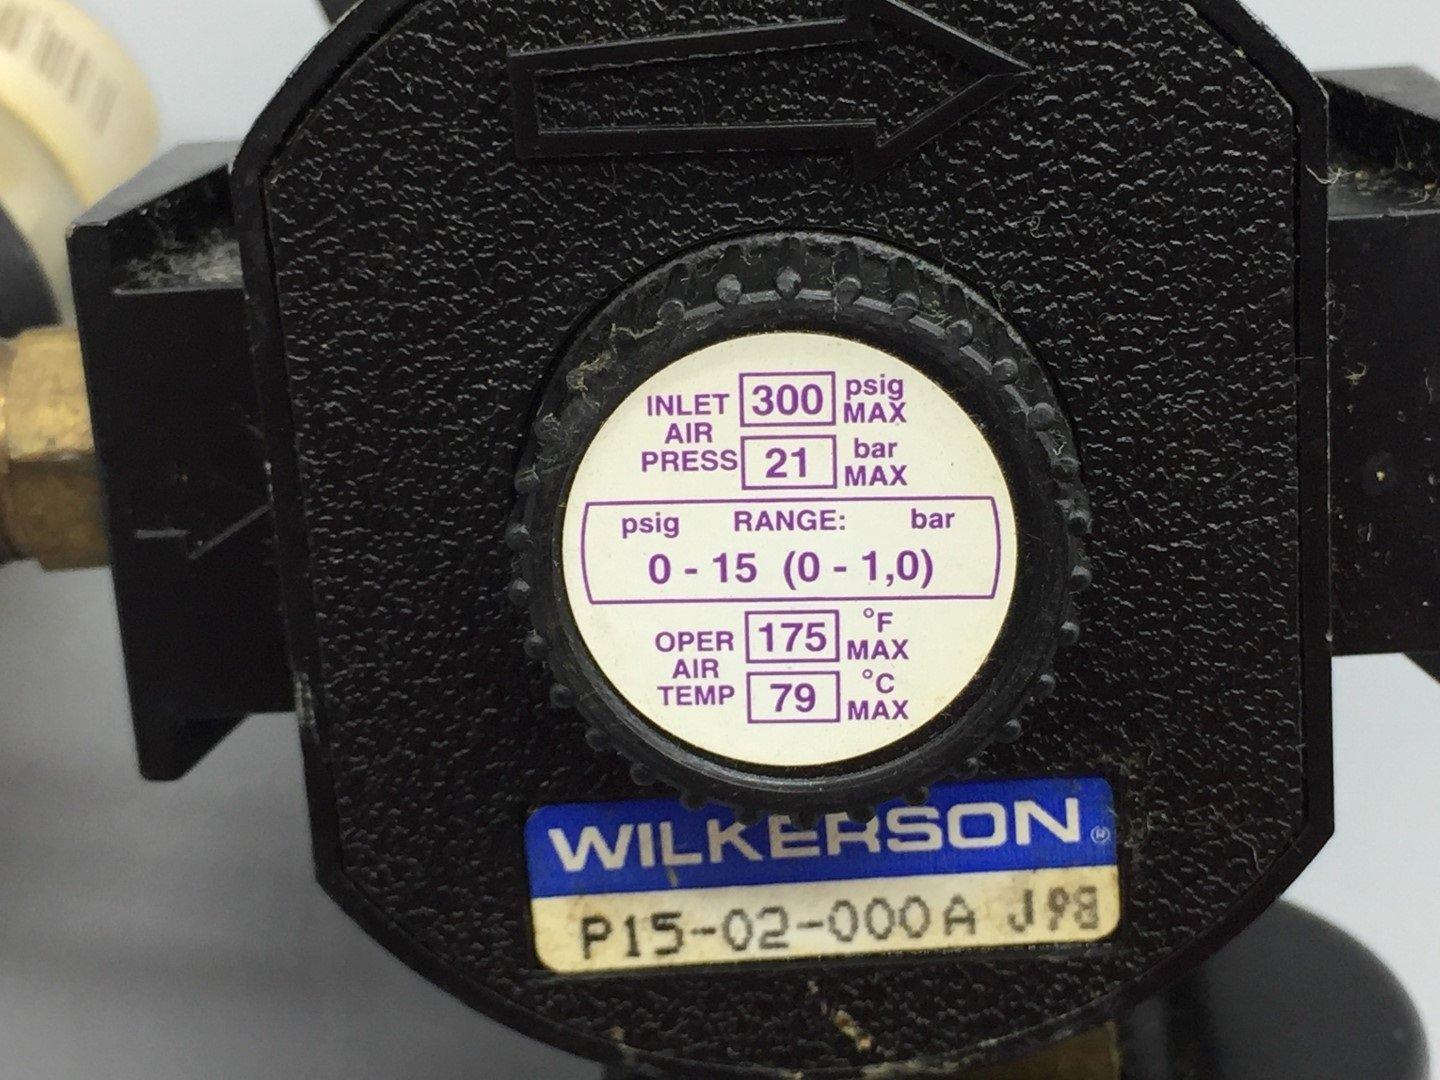 INLET AIR PRESS
300 psig MAX
21 bar MAX
psig RANGE: bar
0 - 15 (0 - 1,0)
OPER AIR TEMP
175 °F MAX
79 °C MAX
WILKERSON®
P15-02-000A J98